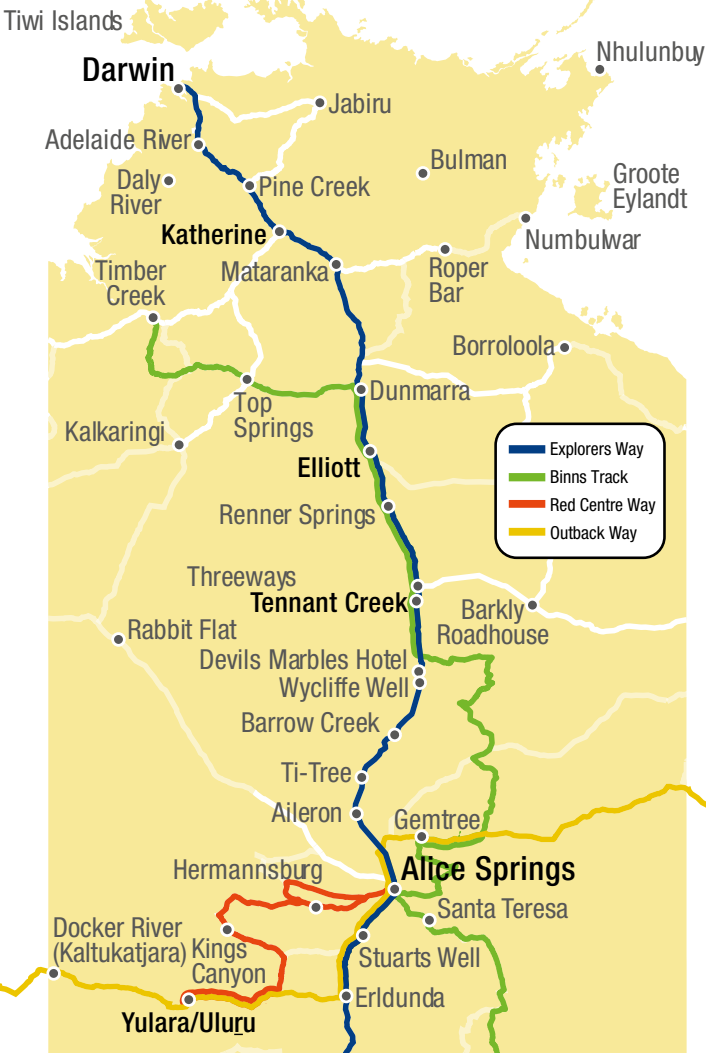 Tiwi Islands
Nhulunbuy
Darwin
Jabiru
Adelaide River
Bulman
Daly
River
Pine Creek
Groote
Eylandt
Katherine
Numbulwar
Timber
Creek
Mataranka
Roper
Bar
Borroloola
Dunmarra
Top
Springs
Kalkaringi
Elliott
Explorers Way
Binns Track
Red Centre Way
Outback Way
Renner Springs
Threeways
Tennant Creek
Barkly
Roadhouse
Rabbit Flat
Devils Marbles Hotel
Wycliffe Well
Barrow Creek
Ti-Tree
Aileron
Gemtree
Hermannsburg
Alice Springs
Santa Teresa
Docker River
(Kaltukatjara)
Kings
Canyon
Stuarts Well
Erldunda
Yulara/Uluṟu